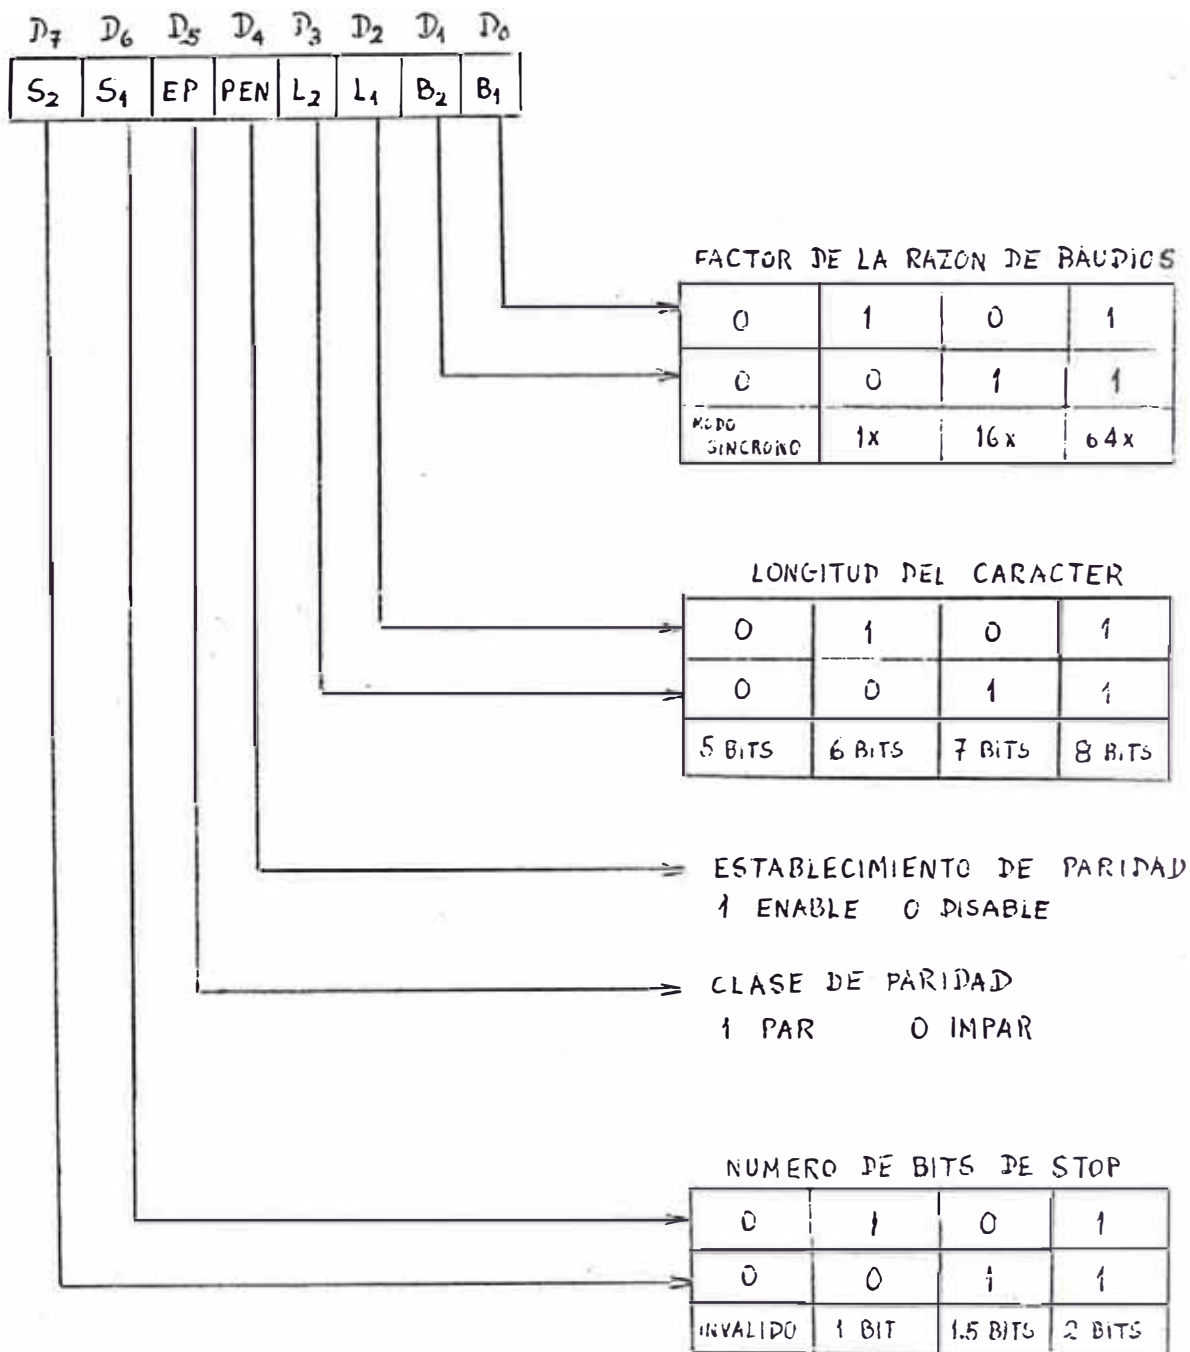 D7 D6 D5 D4 D3 D2 D1 D0
S2 S1 EP PEN L2 L1 B2 B1
FACTOR DE LA RAZON DE BAUDIOS
0 1 0 1
0 0 1 1
MODO SINCRONO 1x 16x 64x
LONGITUD DEL CARACTER
0 1 0 1
0 0 1 1
5 BITS 6 BITS 7 BITS 8 BITS
ESTABLECIMIENTO DE PARIDAD
1 ENABLE 0 DISABLE
CLASE DE PARIDAD
1 PAR 0 IMPAR
NUMERO DE BITS DE STOP
0 1 0 1
0 0 1 1
INVALIDO 1 BIT 1.5 BITS 2 BITS